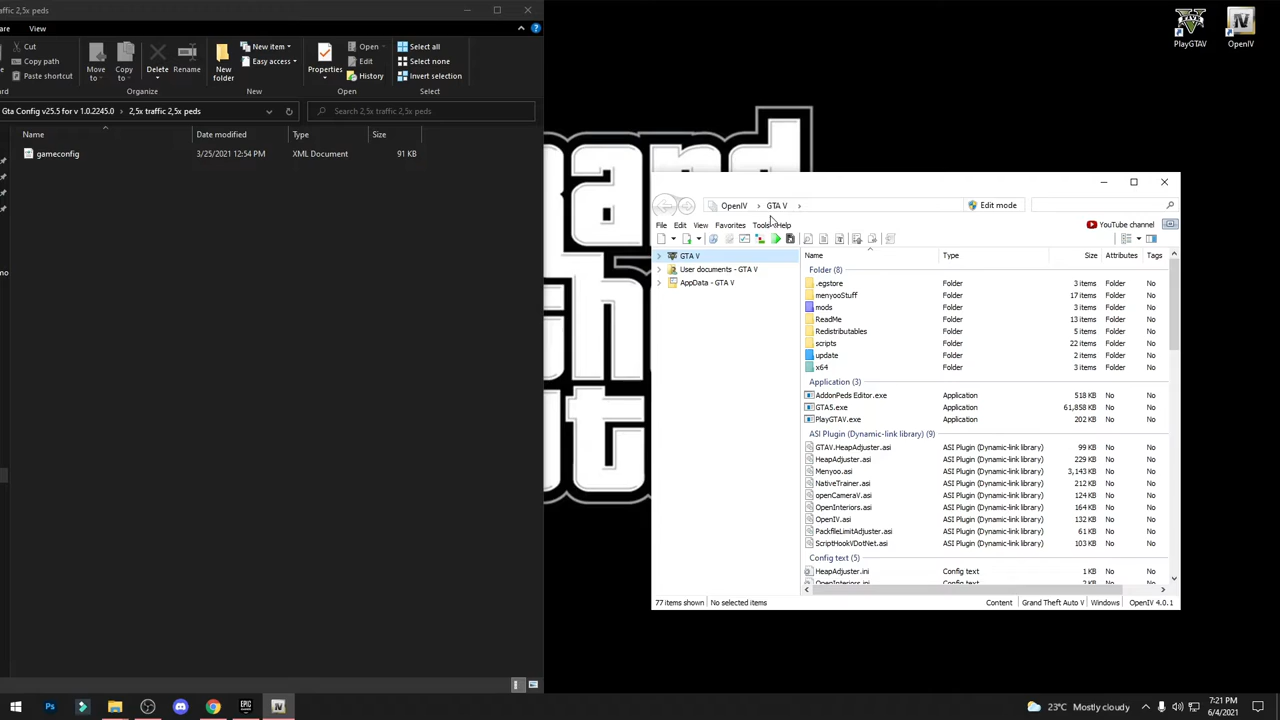 affic 2,5x peds
are View
Cut
Copy path
Paste shortcut
Move to
Copy to
Delete
Rename
New folder
New item
Easy access
Properties
Open
Edit
History
Select all
Select none
Invert selection
Organize
New
Open
Select
Gta Config v25.5 for v 1.0.2245.0 > 2,5x traffic 2,5x peds
Search 2,5x traffic 2,5x peds
Name Date modified Type Size
gameconfig 3/25/2021 12:54 PM XML Document 91 KB
PlayGTAV
OpenIV
OpenIV > GTA V >
Edit mode
File Edit View Favorites Tools Help
YouTube channel
GTA V
User documents - GTA V
AppData - GTA V
Name Type Size Attributes Tags
Folder (8)
.egstore Folder 3 items Folder No
menyooStuff Folder 17 items Folder No
mods Folder 3 items Folder No
ReadMe Folder 13 items Folder No
Redistributables Folder 5 items Folder No
scripts Folder 22 items Folder No
update Folder 2 items Folder No
x64 Folder 3 items Folder No
Application (3)
AddonPeds Editor.exe Application 518 KB No No
GTA5.exe Application 61,858 KB No No
PlayGTAV.exe Application 202 KB No No
ASI Plugin (Dynamic-link library) (9)
GTAV.HeapAdjuster.asi ASI Plugin (Dynamic-link library) 99 KB No No
HeapAdjuster.asi ASI Plugin (Dynamic-link library) 229 KB No No
Menyoo.asi ASI Plugin (Dynamic-link library) 3,143 KB No No
NativeTrainer.asi ASI Plugin (Dynamic-link library) 212 KB No No
openCameraV.asi ASI Plugin (Dynamic-link library) 124 KB No No
OpenInteriors.asi ASI Plugin (Dynamic-link library) 164 KB No No
OpenIV.asi ASI Plugin (Dynamic-link library) 132 KB No No
PackfileLimitAdjuster.asi ASI Plugin (Dynamic-link library) 61 KB No No
ScriptHookVDotNet.asi ASI Plugin (Dynamic-link library) 103 KB No No
Config text (5)
HeapAdjuster.ini Config text 1 KB No No
OpenInteriors.ini Config text 0 KB No No
77 items shown No selected items Content Grand Theft Auto V Windows OpenIV 4.0.1
23°C Mostly cloudy
7:21 PM
6/4/2021